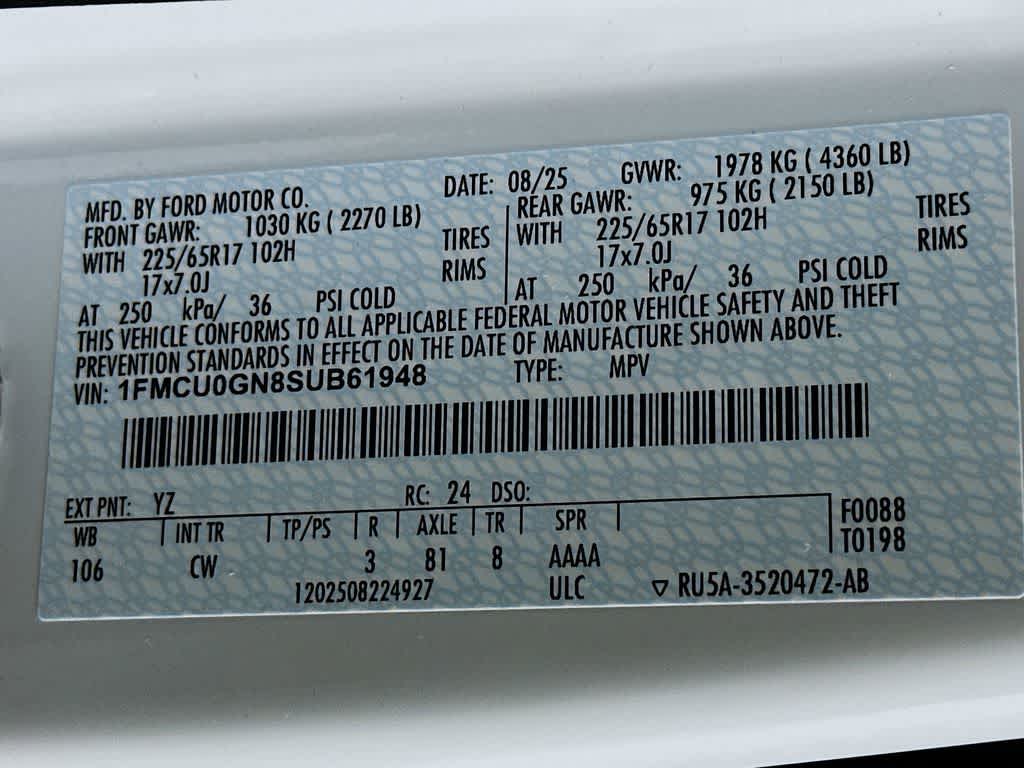 MFD. BY FORD MOTOR CO. DATE: 08/25 GVWR: 1978 KG ( 4360 LB)
FRONT GAWR: 1030 KG ( 2270 LB) REAR GAWR: 975 KG ( 2150 LB)
WITH 225/65R17 102H TIRES WITH 225/65R17 102H TIRES
17x7.0J RIMS 17x7.0J RIMS
AT 250 kPa/ 36 PSI COLD AT 250 kPa/ 36 PSI COLD
THIS VEHICLE CONFORMS TO ALL APPLICABLE FEDERAL MOTOR VEHICLE SAFETY AND THEFT
PREVENTION STANDARDS IN EFFECT ON THE DATE OF MANUFACTURE SHOWN ABOVE.
VIN: 1FMCU0GN8SUB61948 TYPE: MPV
EXT PNT: YZ RC: 24 DSO:
WB INT TR TP/PS R AXLE TR SPR F0088
106 CW 3 81 8 AAAA T0198
1202508224927 ULC ▽ RU5A-3520472-AB